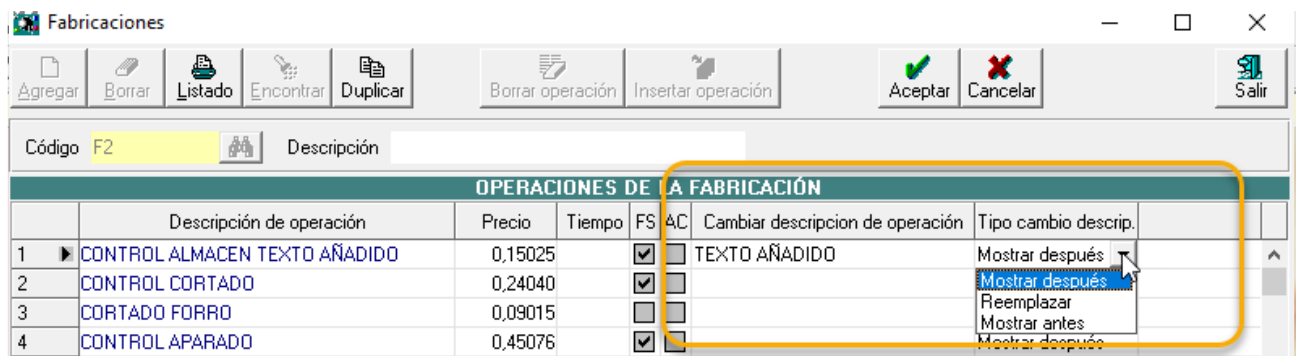 Fabricaciones
Agregar Borrar Listado Encontrar Duplicar Borrar operación Insertar operación Aceptar Cancelar Salir
Código F2 Descripción
OPERACIONES DE LA FABRICACIÓN
Descripción de operación Precio Tiempo FS AC Cambiar descripcion de operación Tipo cambio descrip.
1 CONTROL ALMACEN TEXTO AÑADIDO 0,15025 TEXTO AÑADIDO Mostrar después
2 CONTROL CORTADO 0,24040 Mostrar después
3 CORTADO FORRO 0,09015 Reemplazar
Mostrar antes
4 CONTROL APARADO 0,45076 Mostrar después